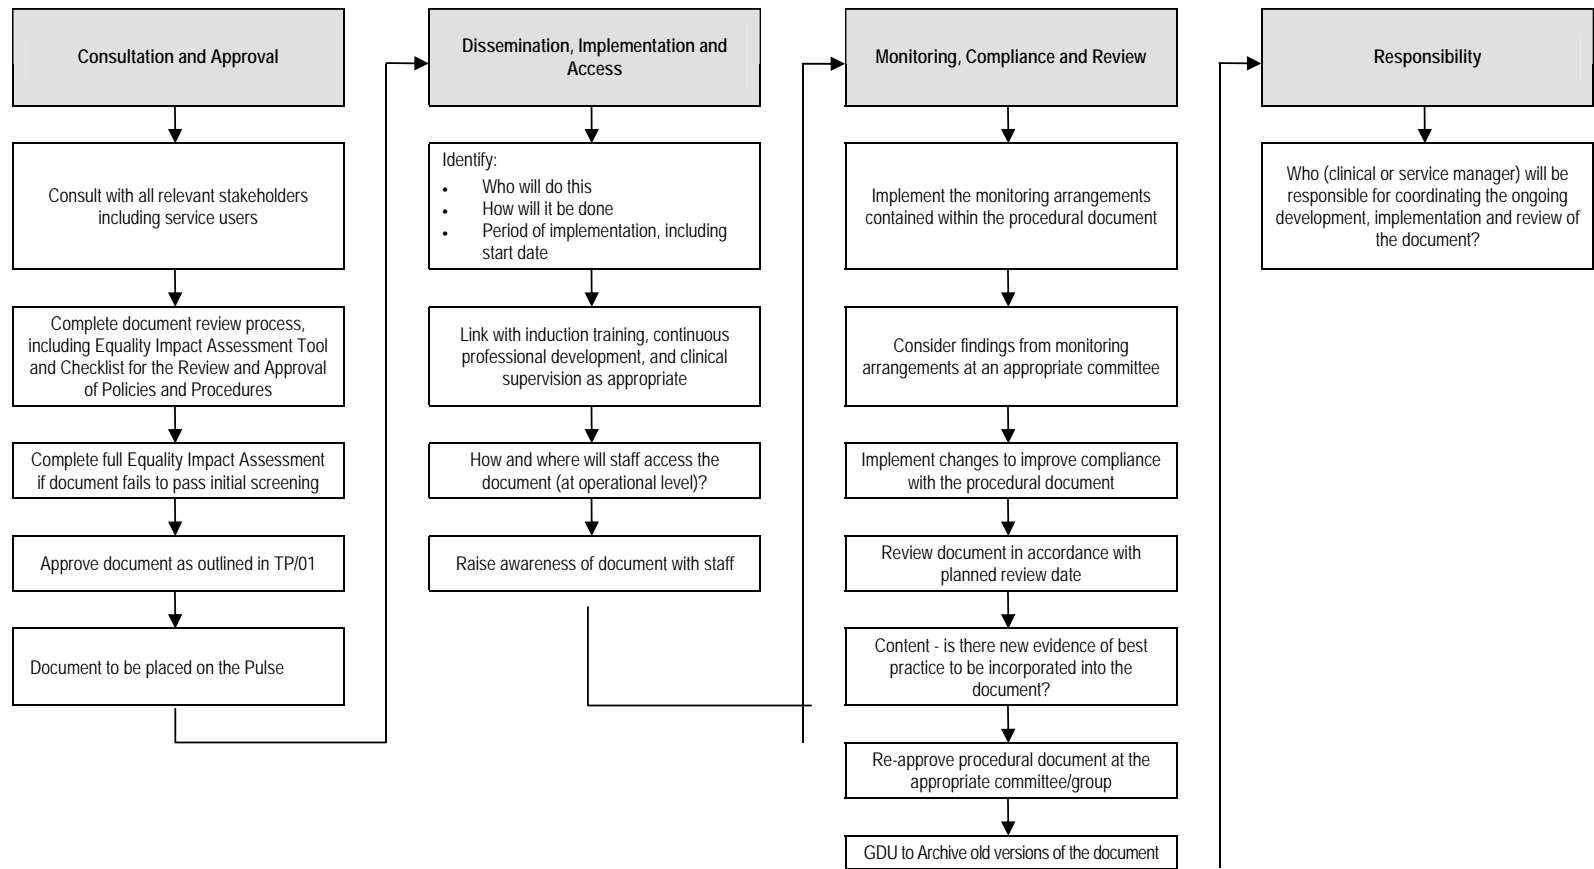 Consultation and Approval
Consult with all relevant stakeholders
including service users
Complete document review process,
including Equality Impact Assessment Tool
and Checklist for the Review and Approval
of Policies and Procedures
Complete full Equality Impact Assessment
if document fails to pass initial screening
Approve document as outlined in TP/01
Document to be placed on the Pulse
Dissemination, Implementation and
Access
Identify:
• Who will do this
• How will it be done
• Period of implementation, including
start date
Link with induction training, continuous
professional development, and clinical
supervision as appropriate
How and where will staff access the
document (at operational level)?
Raise awareness of document with staff
Monitoring, Compliance and Review
Implement the monitoring arrangements
contained within the procedural document
Consider findings from monitoring
arrangements at an appropriate committee
Implement changes to improve compliance
with the procedural document
Review document in accordance with
planned review date
Content - is there new evidence of best
practice to be incorporated into the
document?
Re-approve procedural document at the
appropriate committee/group
GDU to Archive old versions of the document
Responsibility
Who (clinical or service manager) will be
responsible for coordinating the ongoing
development, implementation and review of
the document?